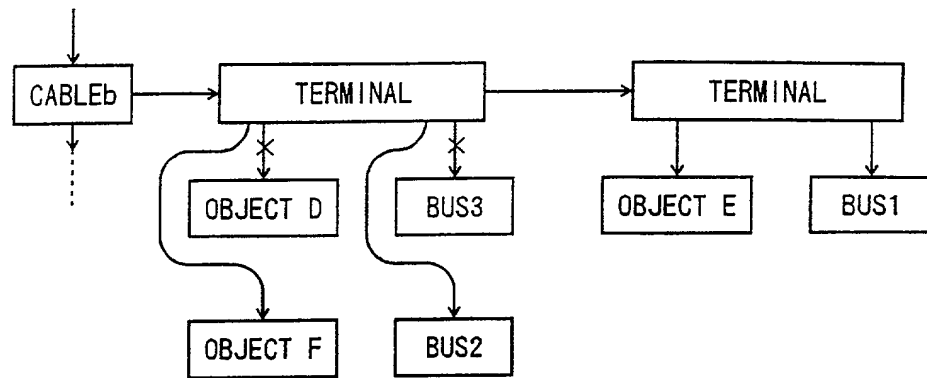 CABLEb
TERMINAL
TERMINAL
OBJECT D
BUS3
OBJECT E
BUS1
OBJECT F
BUS2